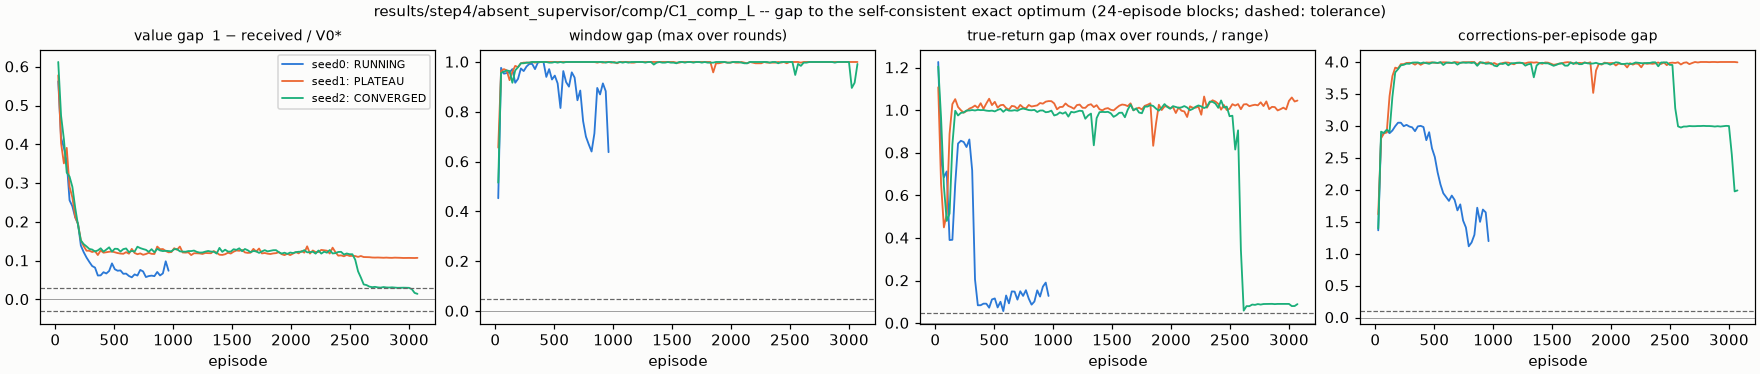 results/step4/absent_supervisor/comp/C1_comp_L -- gap to the self-consistent exact optimum (24-episode blocks; dashed: tolerance)
value gap 1 − received / V0*
0.6
0.5
0.4
0.3
0.2
0.1
0.0
seed0: RUNNING
seed1: PLATEAU
seed2: CONVERGED
0 500 1000 1500 2000 2500 3000
episode
window gap (max over rounds)
1.0
0.8
0.6
0.4
0.2
0.0
0 500 1000 1500 2000 2500 3000
episode
true-return gap (max over rounds, / range)
1.2
1.0
0.8
0.6
0.4
0.2
0.0
0 500 1000 1500 2000 2500 3000
episode
corrections-per-episode gap
4.0
3.5
3.0
2.5
2.0
1.5
1.0
0.5
0.0
0 500 1000 1500 2000 2500 3000
episode